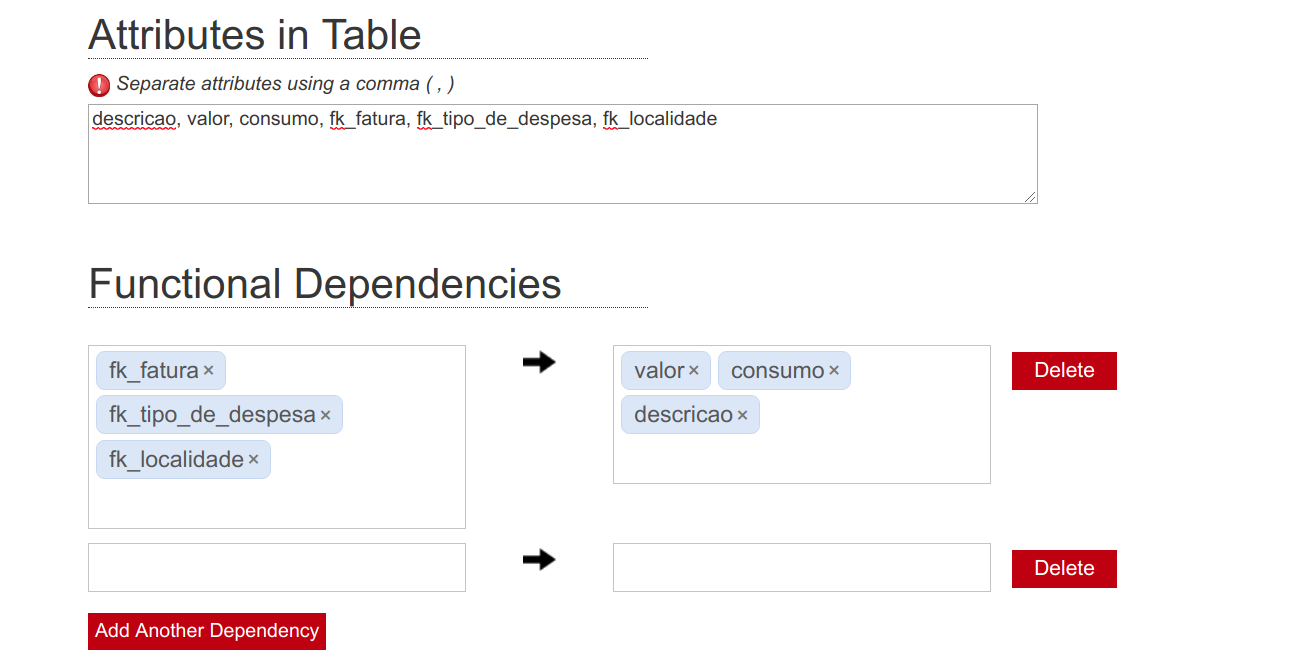 Attributes in Table
Separate attributes using a comma ( , )
descricao, valor, consumo, fk_fatura, fk_tipo_de_despesa, fk_localidade
Functional Dependencies
fk_fatura × valor × consumo × Delete
fk_tipo_de_despesa × descricao ×
fk_localidade ×
Delete
Add Another Dependency